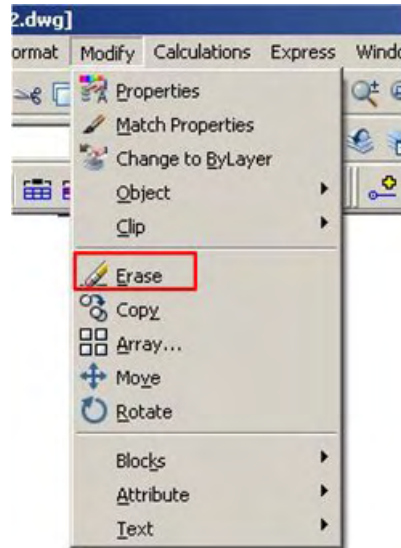 2.dwg]
ormat Modify Calculations Express Windo
Properties
Match Properties
Change to ByLayer
Object
Clip
Erase
Copy
Array...
Move
Rotate
Blocks
Attribute
Text